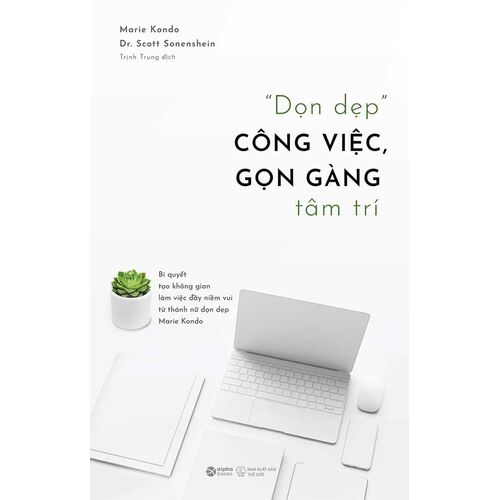 Marie Kondo
Dr. Scott Sonenshein
Trịnh Trung dịch
“Dọn dẹp”
CÔNG VIỆC,
GỌN GÀNG
tâm trí
Bí quyết
tạo không gian
làm việc đầy niềm vui
từ thánh nữ dọn dẹp
Marie Kondo
alpha
books
NHÀ XUẤT BẢN
THẾ GIỚI